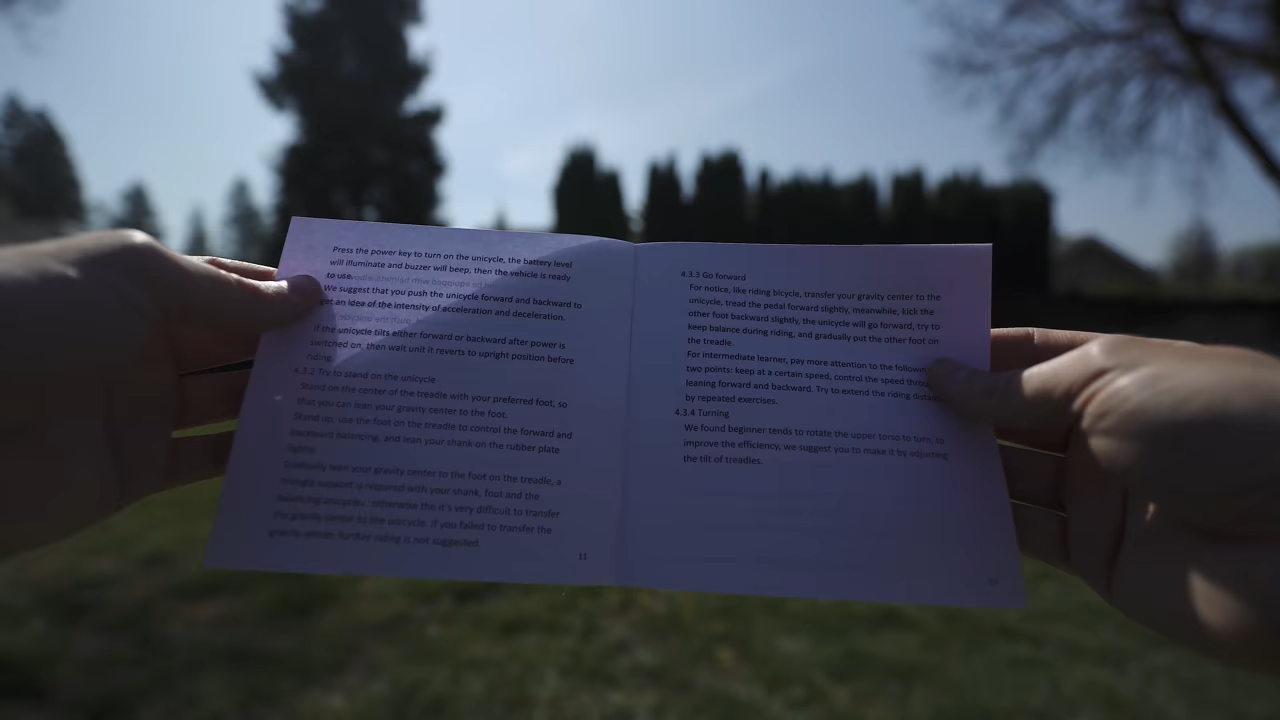 Press the power key to turn on the unicycle, the battery level
will illuminate and buzzer will beep, then the vehicle is ready
to use.
We suggest that you push the unicycle forward and backward to
get an idea of the intensity of acceleration and deceleration.
If the unicycle tilts either forward or backward after power is
switched on, then wait unit it reverts to upright position before
riding.
4.3.2 Try to stand on the unicycle
Stand on the center of the treadle with your preferred foot, so
that you can lean your gravity center to the foot.
Stand up, use the foot on the treadle to control the forward and
backward balancing, and lean your shank on the rubber plate
lightly.
Gradually lean your gravity center to the foot on the treadle, a
triangle support is required with your shank, foot and the
balancing unicycle, otherwise the it's very difficult to transfer
the gravity center to the unicycle. If you failed to transfer the
gravity center, further riding is not suggested.
11
4.3.3 Go forward
For notice, like riding bicycle, transfer your gravity center to the
unicycle, tread the pedal forward slightly, meanwhile, kick the
other foot backward slightly, the unicycle will go forward, try to
keep balance during riding, and gradually put the other foot on
the treadle.
For intermediate learner, pay more attention to the
two points: keep at a certain speed, control the speed
leaning forward and backward. Try to extend the riding
by repeated exercises.
4.3.4 Turning
We found beginner tends to rotate the upper torso to turn, to
improve the efficiency, we suggest you to make it by adjusting
the tilt of treadles.